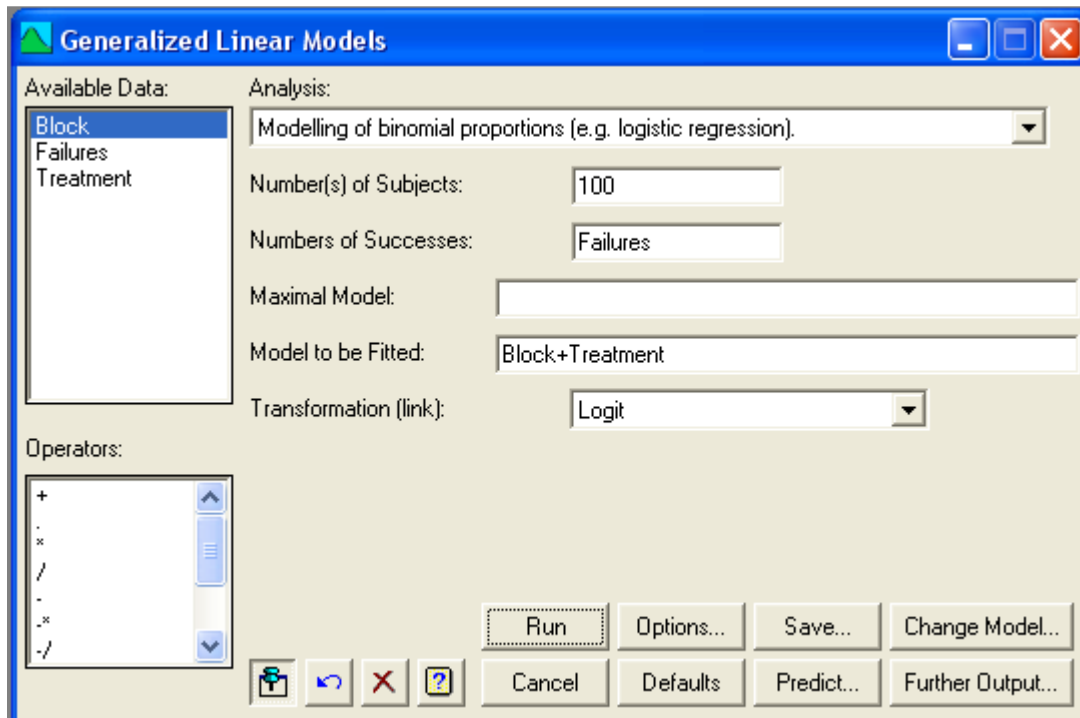 Generalized Linear Models
Available Data:
Block
Failures
Treatment
Analysis:
Modelling of binomial proportions (e.g. logistic regression).
Number(s) of Subjects:
100
Numbers of Successes:
Failures
Maximal Model:
Model to be Fitted:
Block+Treatment
Transformation (link):
Logit
Operators:
+
.
*
/
-
-*
-/
Run
Options...
Save...
Change Model...
Cancel
Defaults
Predict...
Further Output...